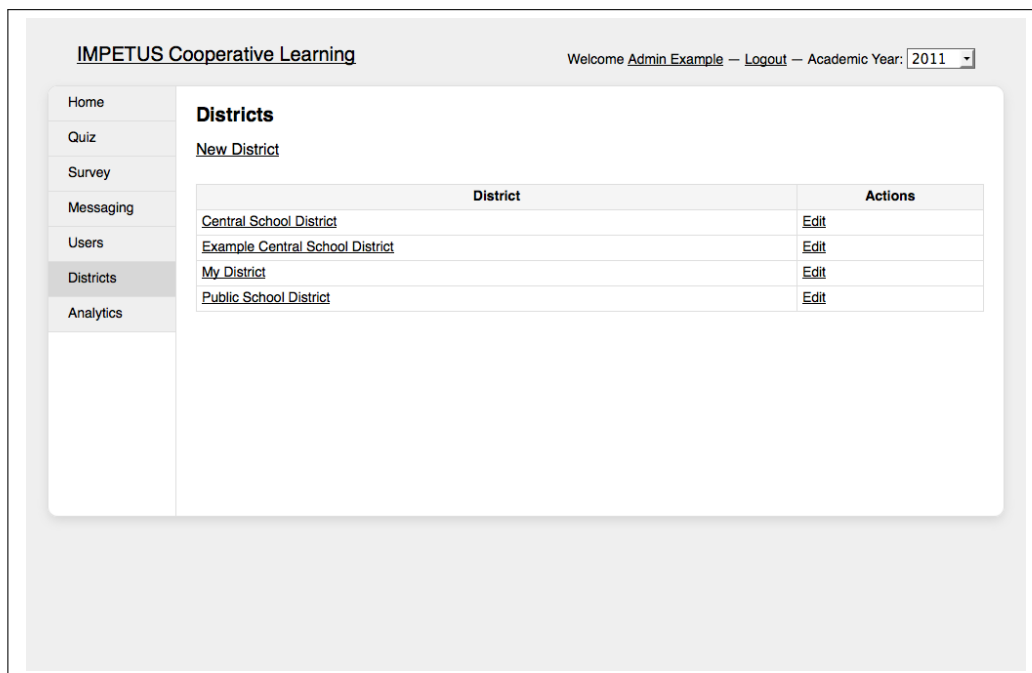 IMPETUS Cooperative Learning
Welcome Admin Example — Logout — Academic Year: 2011
Home
Quiz
Survey
Messaging
Users
Districts
Analytics
Districts
New District
District Actions
Central School District Edit
Example Central School District Edit
My District Edit
Public School District Edit